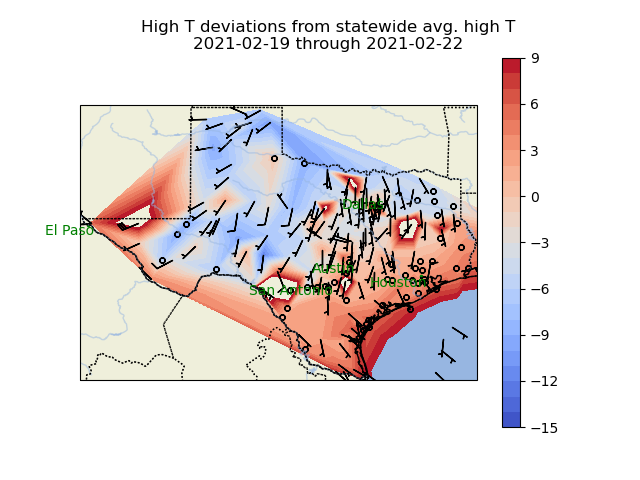 High T deviations from statewide avg. high T
2021-02-19 through 2021-02-22
9
6
3
0
−3
−6
−9
−12
−15
Dallas
El Paso
Austin
San Antonio
Houston